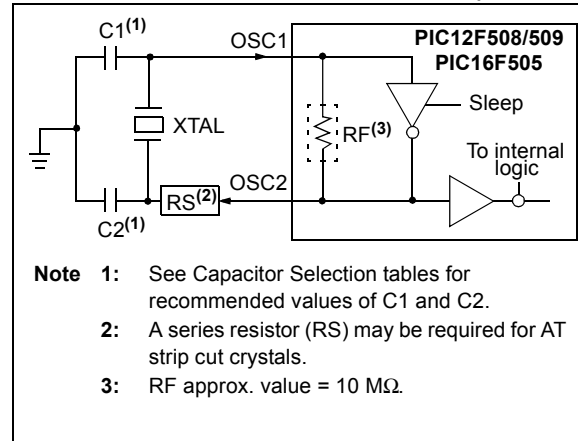 C1(1)
OSC1
PIC12F508/509
PIC16F505
Sleep
XTAL
RF(3)
To internal
logic
OSC2
RS(2)
C2(1)
Note 1: See Capacitor Selection tables for
recommended values of C1 and C2.
2: A series resistor (RS) may be required for AT
strip cut crystals.
3: RF approx. value = 10 MΩ.